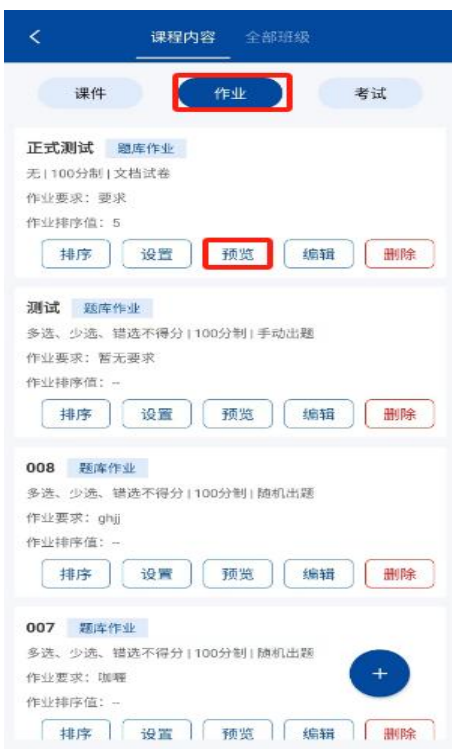 课程内容 全部班级
课件 作业 考试
正式测试 题库作业
无 | 100分制 | 文档试卷
作业要求：要求
作业排序值：5
排序 设置 预览 编辑 删除
测试 题库作业
多选、少选、错选不得分 | 100分制 | 手动出题
作业要求：暂无要求
作业排序值：--
排序 设置 预览 编辑 删除
008 题库作业
多选、少选、错选不得分 | 100分制 | 随机出题
作业要求：ghjj
作业排序值：--
排序 设置 预览 编辑 删除
007 题库作业
多选、少选、错选不得分 | 100分制 | 随机出题
作业要求：咖喱
作业排序值：--
排序 设置 预览 编辑 删除